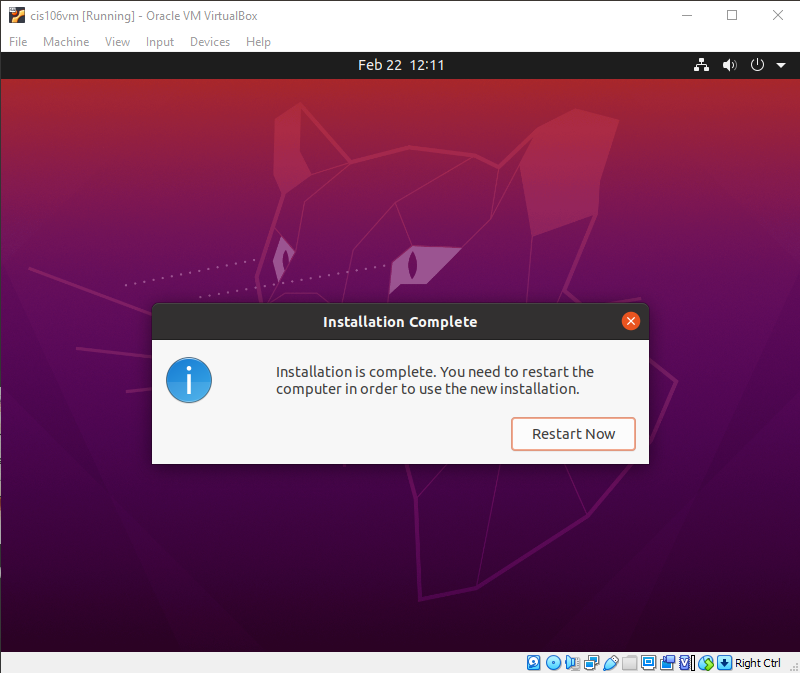 cis106vm [Running] - Oracle VM VirtualBox
File Machine View Input Devices Help
Feb 22 12:11
Installation Complete
Installation is complete. You need to restart the
computer in order to use the new installation.
Restart Now
Right Ctrl